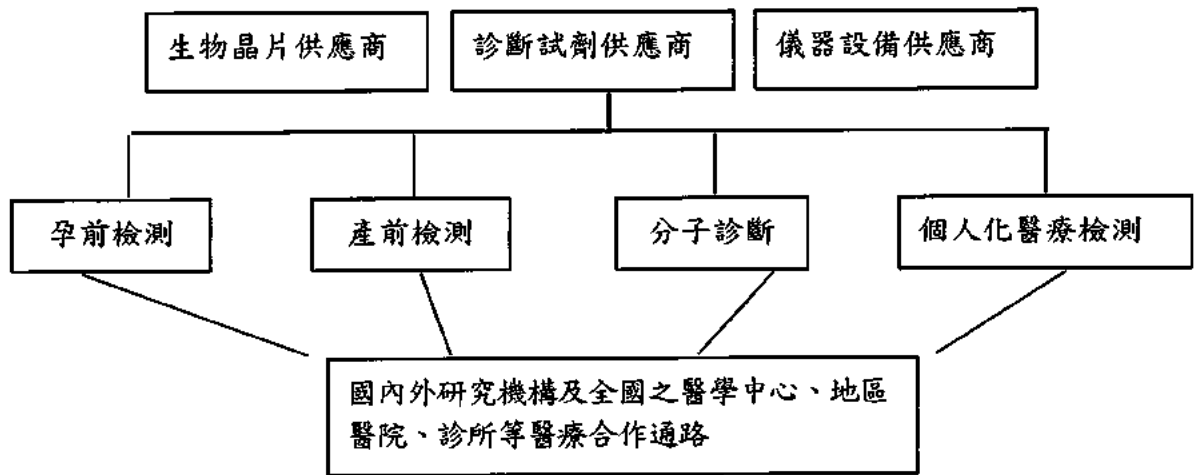 生物晶片供應商
診斷試劑供應商
儀器設備供應商
孕前檢測
產前檢測
分子診斷
個人化醫療檢測
國內外研究機構及全國之醫學中心、地區
醫院、診所等醫療合作通路